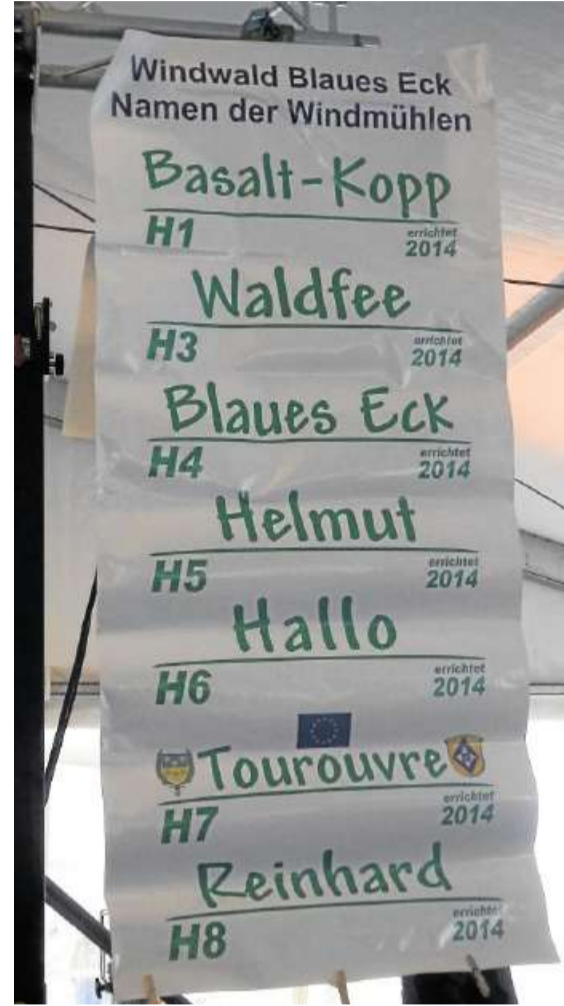 Windwald Blaues Eck
Namen der Windmühlen
Basalt-Kopp
H1 errichtet 2014
Waldfee
H3 errichtet 2014
Blaues Eck
H4 errichtet 2014
Helmut
H5 errichtet 2014
Hallo
H6 errichtet 2014
Tourouvre
H7 errichtet 2014
Reinhard
H8 errichtet 2014